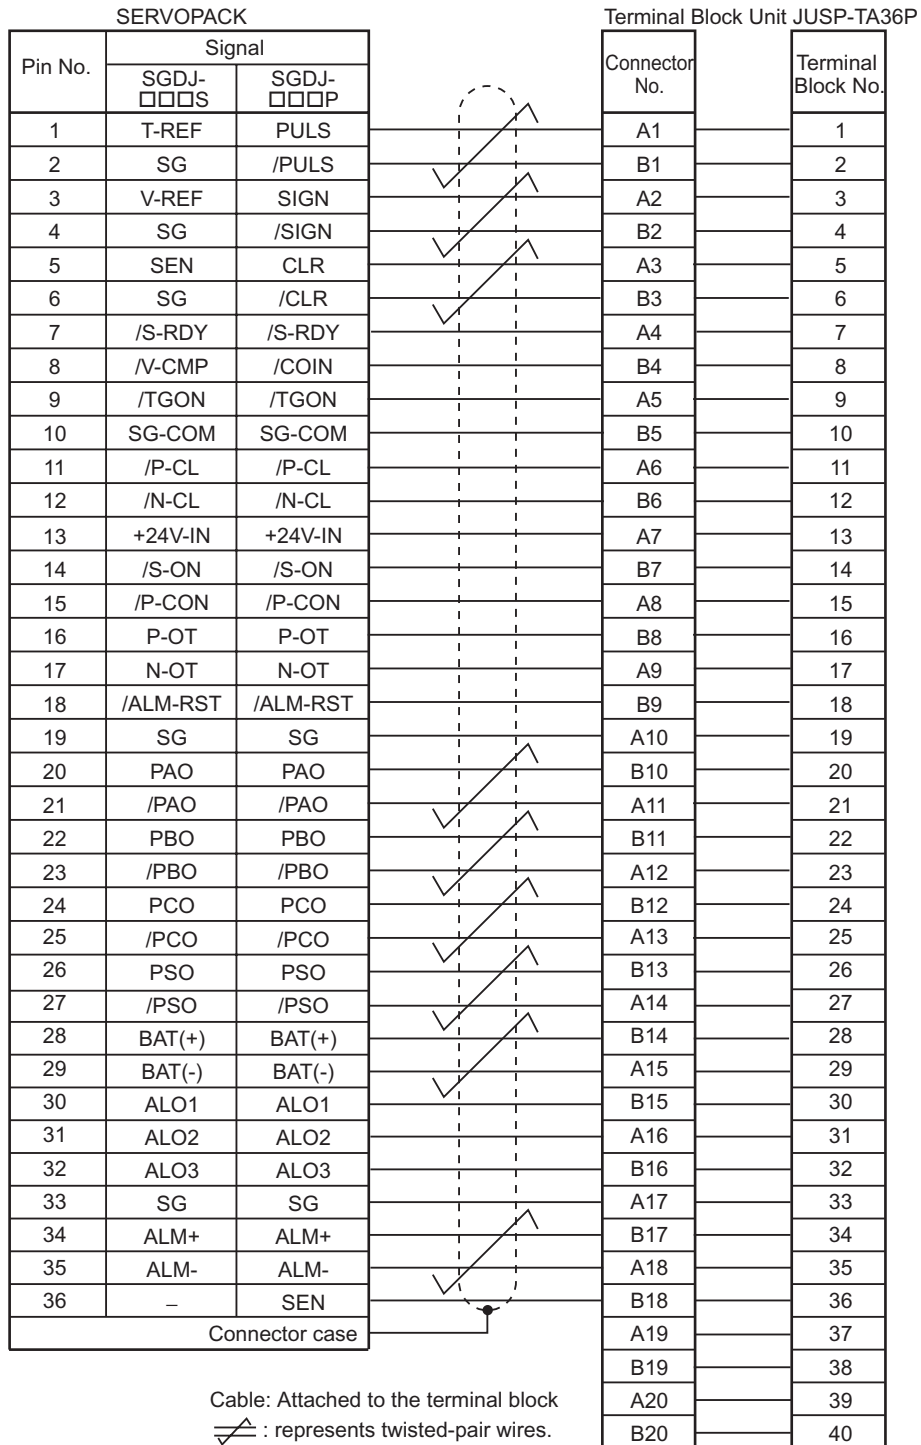 SERVOPACK Terminal Block Unit JUSP-TA36P
Pin No. Signal Connector No. Terminal Block No.
SGDJ-□□□S SGDJ-□□□P
1 T-REF PULS A1 1
2 SG /PULS B1 2
3 V-REF SIGN A2 3
4 SG /SIGN B2 4
5 SEN CLR A3 5
6 SG /CLR B3 6
7 /S-RDY /S-RDY A4 7
8 /V-CMP /COIN B4 8
9 /TGON /TGON A5 9
10 SG-COM SG-COM B5 10
11 /P-CL /P-CL A6 11
12 /N-CL /N-CL B6 12
13 +24V-IN +24V-IN A7 13
14 /S-ON /S-ON B7 14
15 /P-CON /P-CON A8 15
16 P-OT P-OT B8 16
17 N-OT N-OT A9 17
18 /ALM-RST /ALM-RST B9 18
19 SG SG A10 19
20 PAO PAO B10 20
21 /PAO /PAO A11 21
22 PBO PBO B11 22
23 /PBO /PBO A12 23
24 PCO PCO B12 24
25 /PCO /PCO A13 25
26 PSO PSO B13 26
27 /PSO /PSO A14 27
28 BAT(+) BAT(+) B14 28
29 BAT(-) BAT(-) A15 29
30 ALO1 ALO1 B15 30
31 ALO2 ALO2 A16 31
32 ALO3 ALO3 B16 32
33 SG SG A17 33
34 ALM+ ALM+ B17 34
35 ALM- ALM- A18 35
36 – SEN B18 36
Connector case A19 37
B19 38
Cable: Attached to the terminal block A20 39
: represents twisted-pair wires. B20 40